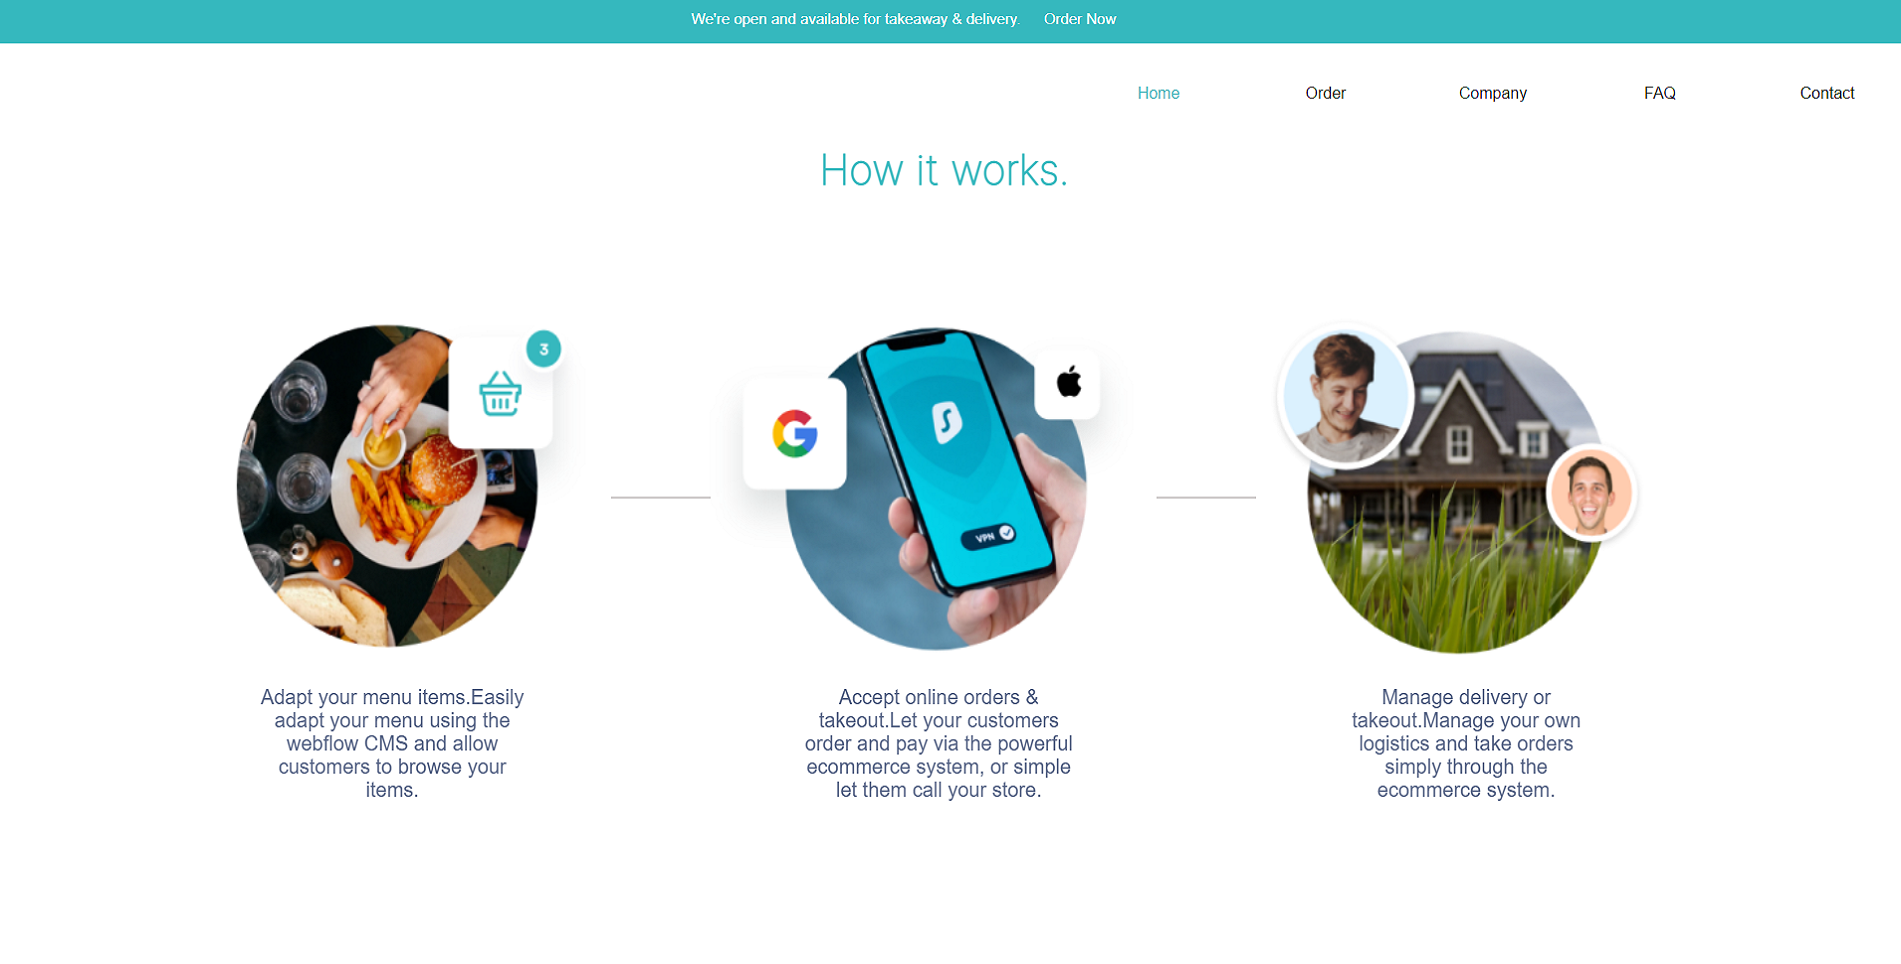 We're open and available for takeaway & delivery. Order Now
Home Order Company FAQ Contact
How it works.
3
VPN
Adapt your menu items.Easily
adapt your menu using the
webflow CMS and allow
customers to browse your
items.
Accept online orders &
takeout.Let your customers
order and pay via the powerful
ecommerce system, or simple
let them call your store.
Manage delivery or
takeout.Manage your own
logistics and take orders
simply through the
ecommerce system.